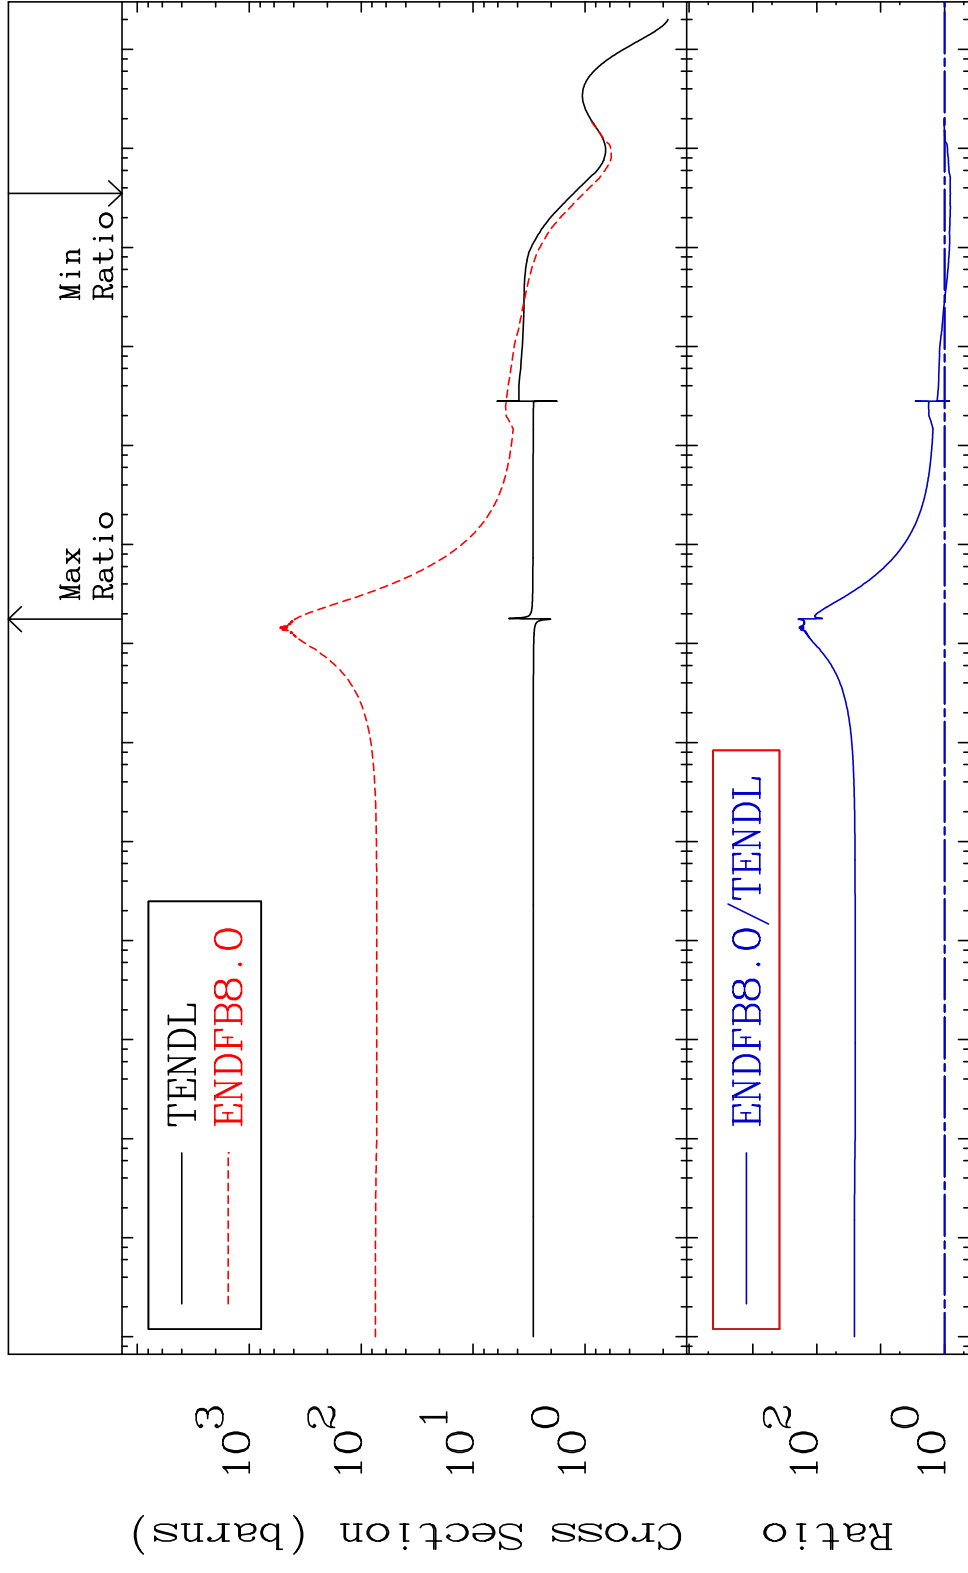 Max
Ratio
Min
Ratio
TENDL
ENDFB8.0
10 3
10 2
10 1
10 0
Cross Section (barns)
ENDFB8.0/TENDL
10 2
10 0
Ratio